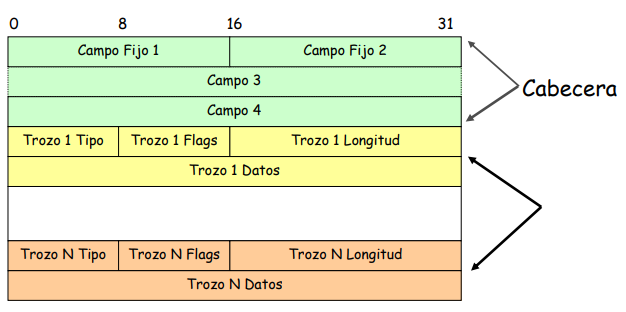 0 8 16 31
Campo Fijo 1 Campo Fijo 2
Campo 3
Cabecera
Campo 4
Trozo 1 Tipo Trozo 1 Flags Trozo 1 Longitud
Trozo 1 Datos
Trozo N Tipo Trozo N Flags Trozo N Longitud
Trozo N Datos